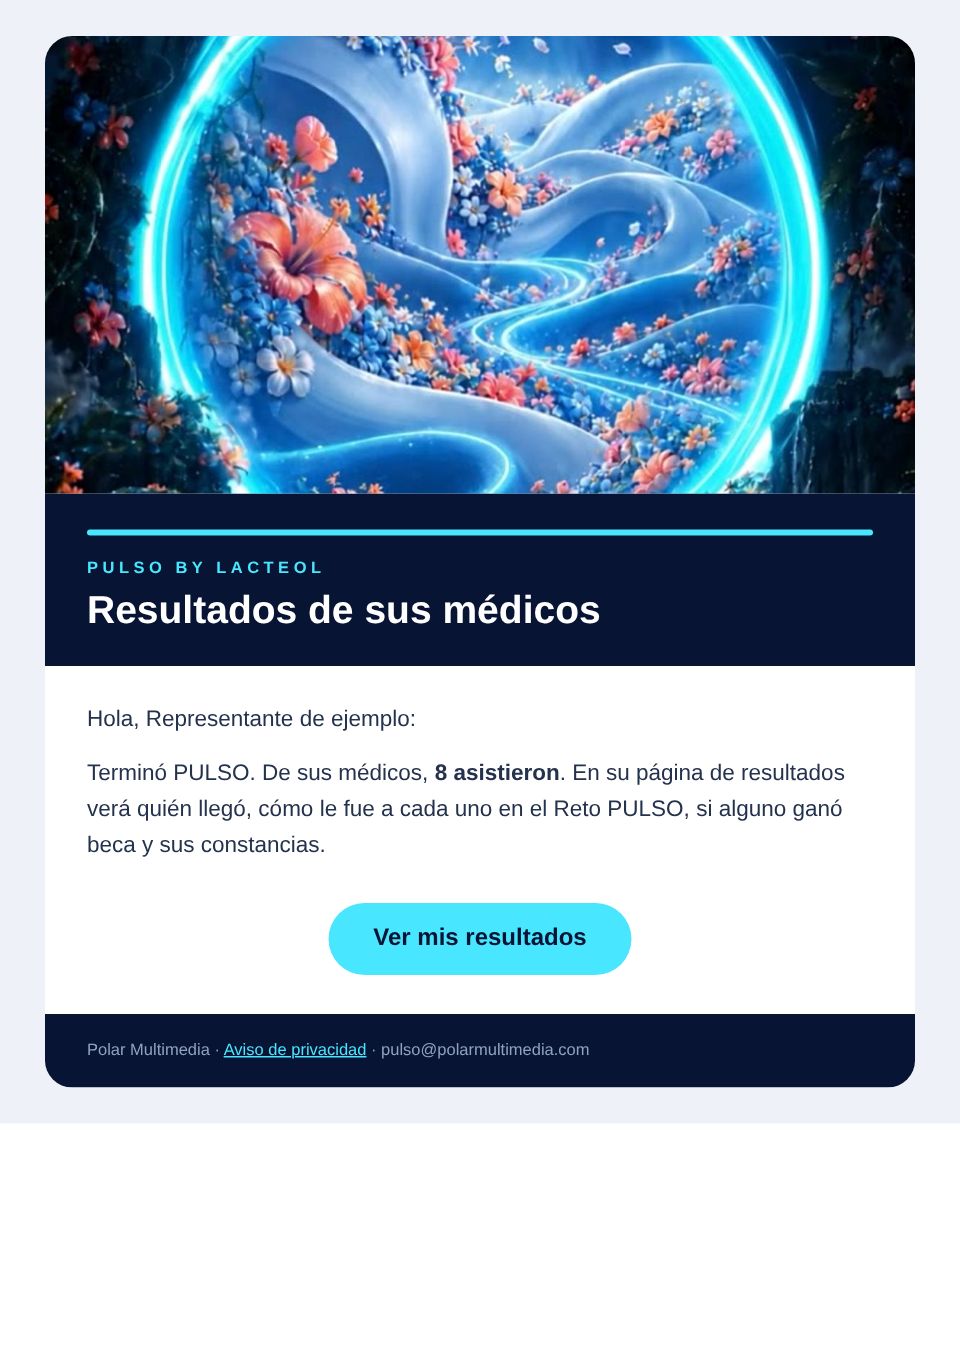 PULSO BY LACTEOL
Resultados de sus médicos
Hola, Representante de ejemplo:
Terminó PULSO. De sus médicos, 8 asistieron. En su página de resultados
verá quién llegó, cómo le fue a cada uno en el Reto PULSO, si alguno ganó
beca y sus constancias.
Ver mis resultados
Polar Multimedia · Aviso de privacidad · pulso@polarmultimedia.com